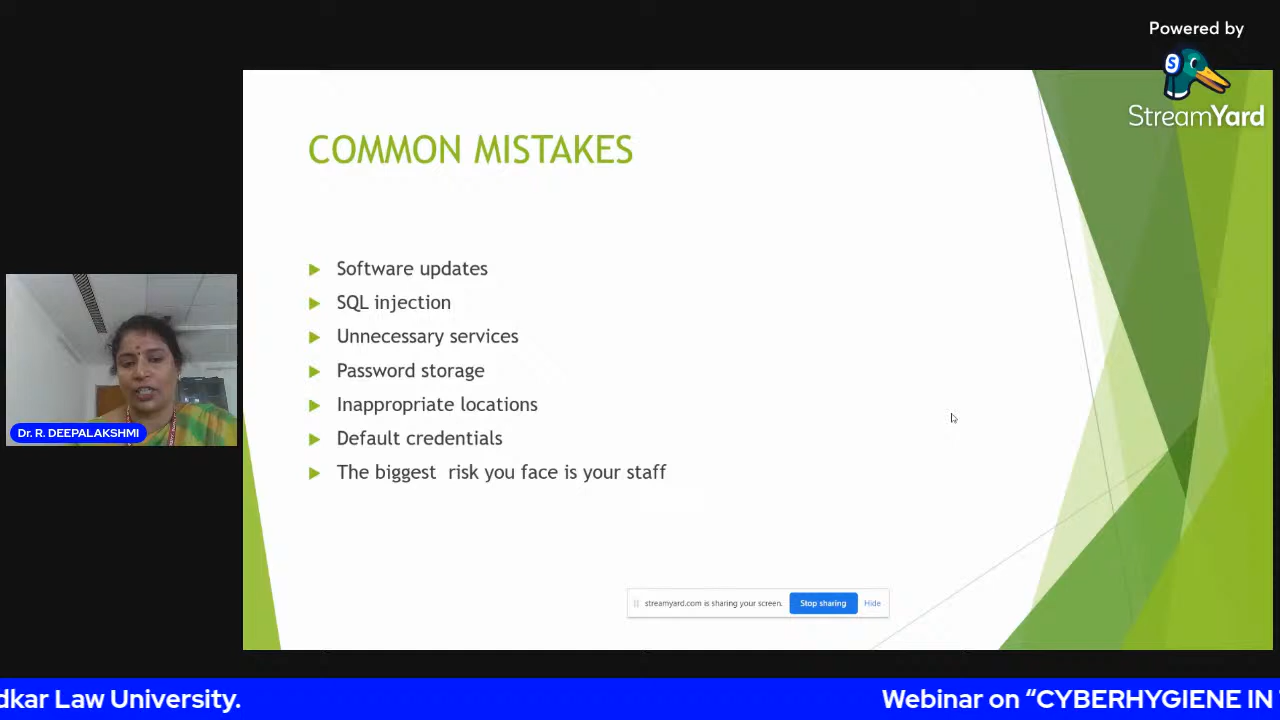 Powered by
StreamYard
COMMON MISTAKES
Software updates
SQL injection
Unnecessary services
Password storage
Inappropriate locations
Default credentials
The biggest risk you face is your staff
Dr. R. DEEPALAKSHMI
streamyard.com is sharing your screen.
Stop sharing
Hide
dkar Law University.
Webinar on “CYBERHYGIENE IN